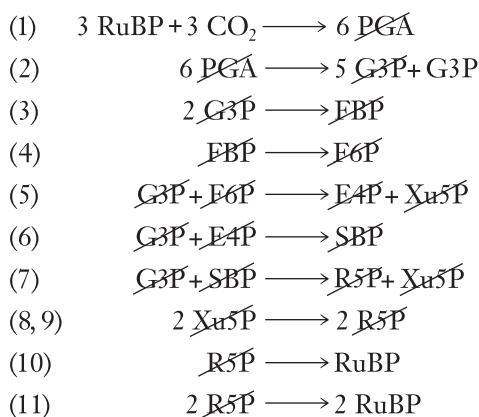 (1) 3 RuBP + 3 CO₂ ⟶ 6 PGA
(2) 6 PGA ⟶ 5 G3P + G3P
(3) 2 G3P ⟶ FBP
(4) FBP ⟶ F6P
(5) G3P + F6P ⟶ E4P + Xu5P
(6) G3P + E4P ⟶ SBP
(7) G3P + SBP ⟶ R5P + Xu5P
(8, 9) 2 Xu5P ⟶ 2 R5P
(10) R5P ⟶ RuBP
(11) 2 R5P ⟶ 2 RuBP